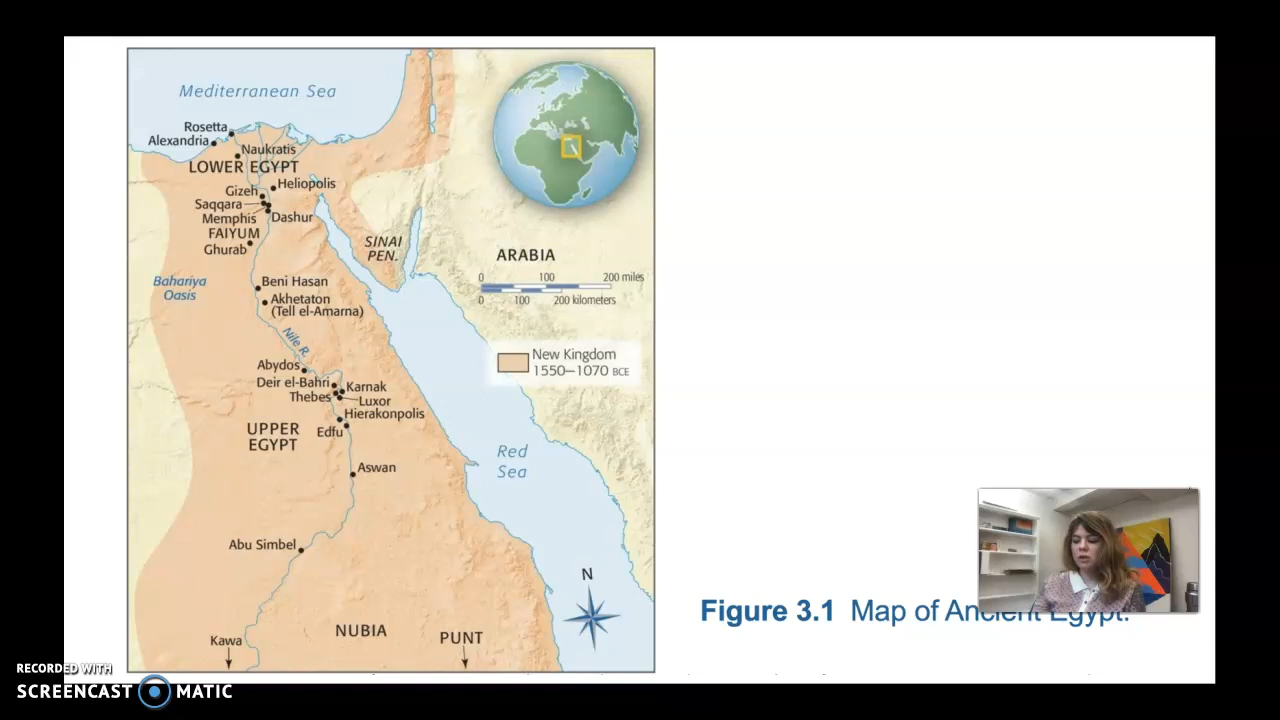 Mediterranean Sea
Rosetta
Alexandria
Naukratis
LOWER EGYPT
Heliopolis
Gizeh
Saqqara
Memphis
Dashur
FAIYUM
Ghurab
SINAI
PEN.
ARABIA
0 100 200 miles
0 100 200 kilometers
Bahariya
Oasis
Beni Hasan
Akhetaton
(Tell el-Amarna)
Nile R.
New Kingdom
1550–1070 BCE
Abydos
Deir el-Bahri
Karnak
Thebes
Luxor
Hierakonpolis
UPPER
EGYPT
Edfu
Red
Sea
Aswan
Abu Simbel
N
Kawa
NUBIA
PUNT
Figure 3.1 Map of Ancient Egypt.
RECORDED WITH
SCREENCAST MATIC